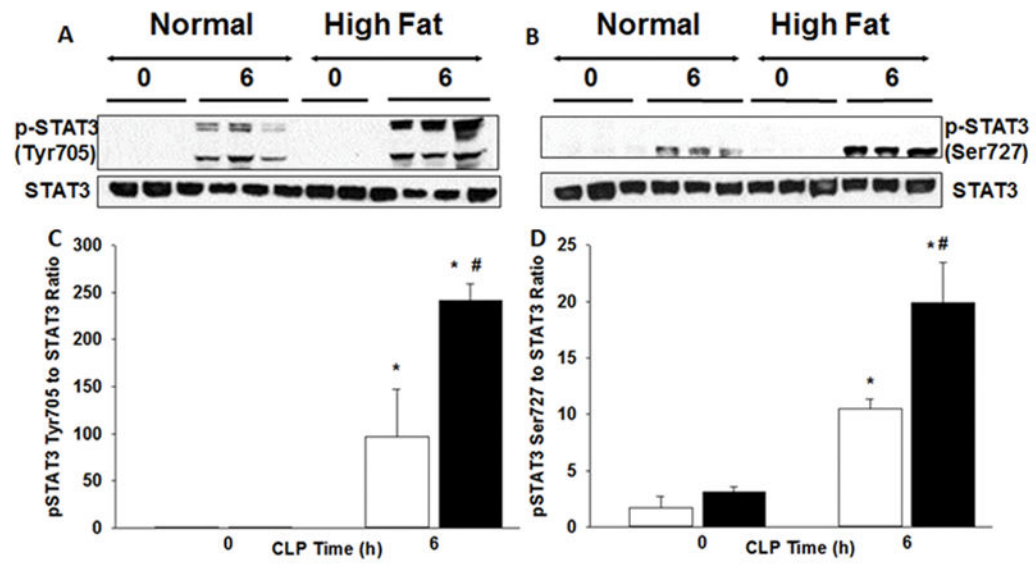 A Normal High Fat
0 6 0 6
p-STAT3
(Tyr705)
STAT3
B Normal High Fat
0 6 0 6
p-STAT3
(Ser727)
STAT3
C
pSTAT3 Tyr705 to STAT3 Ratio
300
250
200
150
100
50
0
*
* #
0 6
CLP Time (h)
D
pSTAT3 Ser727 to STAT3 Ratio
25
20
15
10
5
0
*
*#
0 6
CLP Time (h)